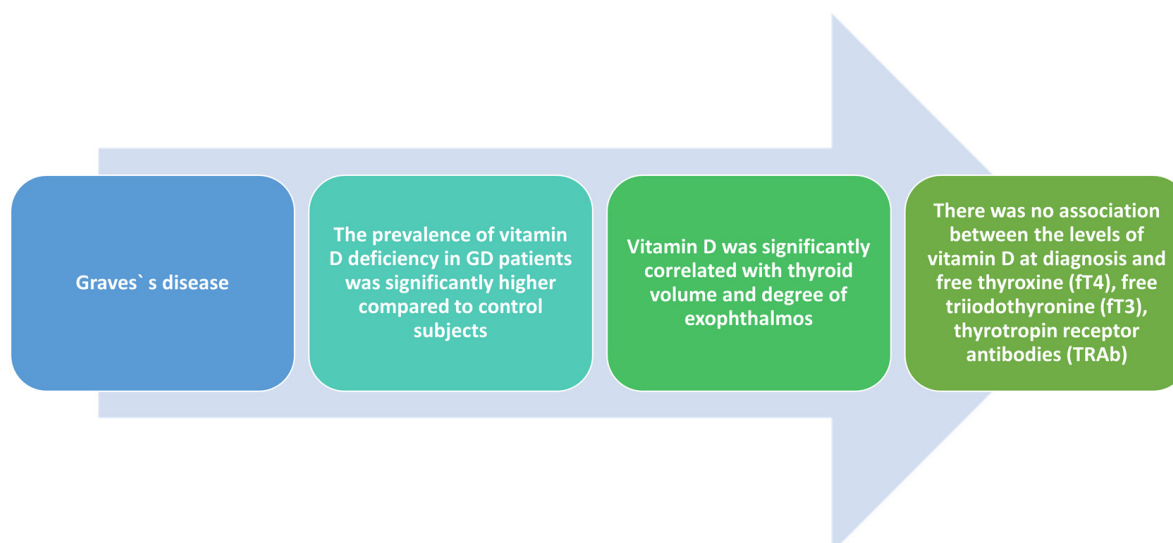 Graves` s disease
The prevalence of vitamin
D deficiency in GD patients
was significantly higher
compared to control
subjects
Vitamin D was significantly
correlated with thyroid
volume and degree of
exophthalmos
There was no association
between the levels of
vitamin D at diagnosis and
free thyroxine (fT4), free
triiodothyronine (fT3),
thyrotropin receptor
antibodies (TRAb)